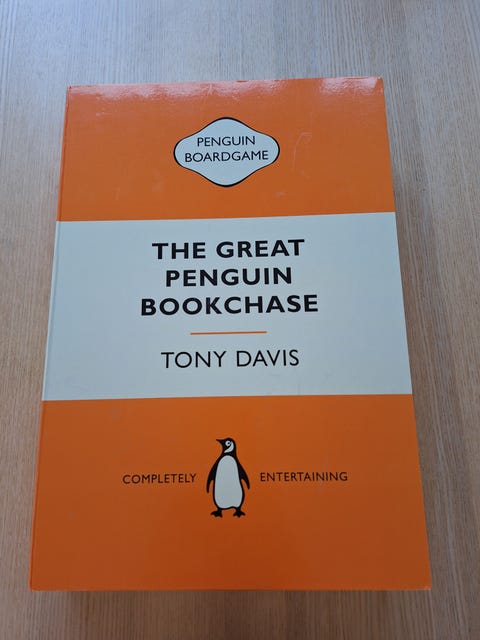 PENGUIN
BOARDGAME
THE GREAT
PENGUIN
BOOKCHASE
TONY DAVIS
COMPLETELY ENTERTAINING